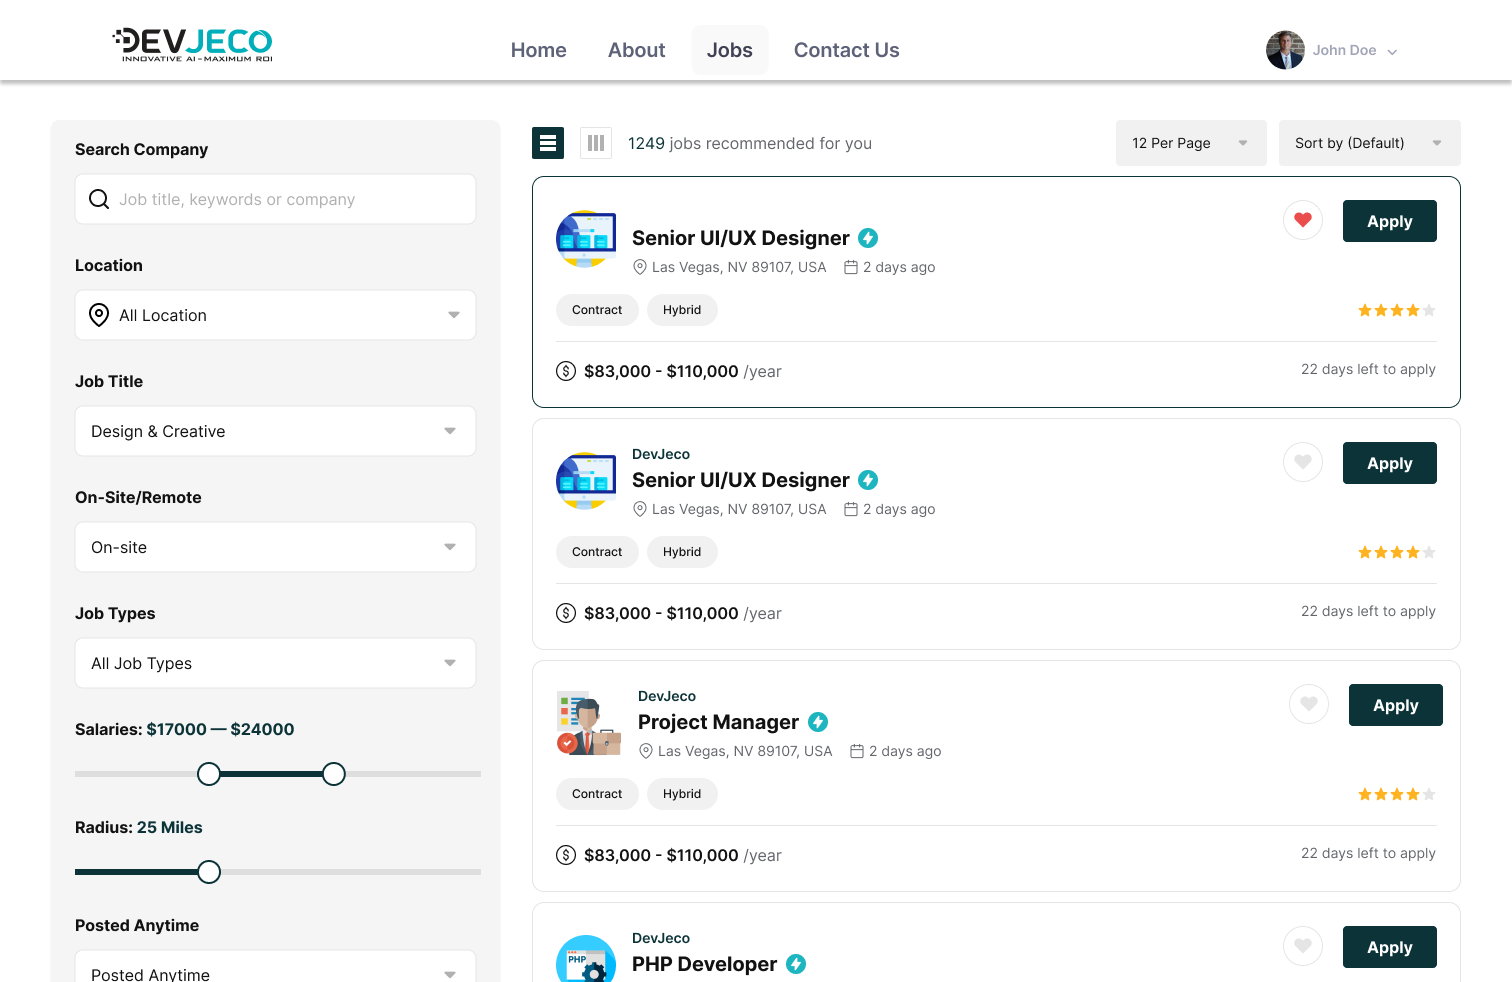 DEVJECO
INNOVATIVE AI-MAXIMUM ROI
Home
About
Jobs
Contact Us
John Doe
Search Company
Job title, keywords or company
Location
All Location
Job Title
Design & Creative
On-Site/Remote
On-site
Job Types
All Job Types
Salaries: $17000 — $24000
Radius: 25 Miles
Posted Anytime
Posted Anytime
1249 jobs recommended for you
12 Per Page
Sort by (Default)
Senior UI/UX Designer
Apply
Las Vegas, NV 89107, USA 2 days ago
Contract Hybrid
$83,000 - $110,000 /year
22 days left to apply
DevJeco
Senior UI/UX Designer
Apply
Las Vegas, NV 89107, USA 2 days ago
Contract Hybrid
$83,000 - $110,000 /year
22 days left to apply
DevJeco
Project Manager
Apply
Las Vegas, NV 89107, USA 2 days ago
Contract Hybrid
$83,000 - $110,000 /year
22 days left to apply
PHP
DevJeco
PHP Developer
Apply